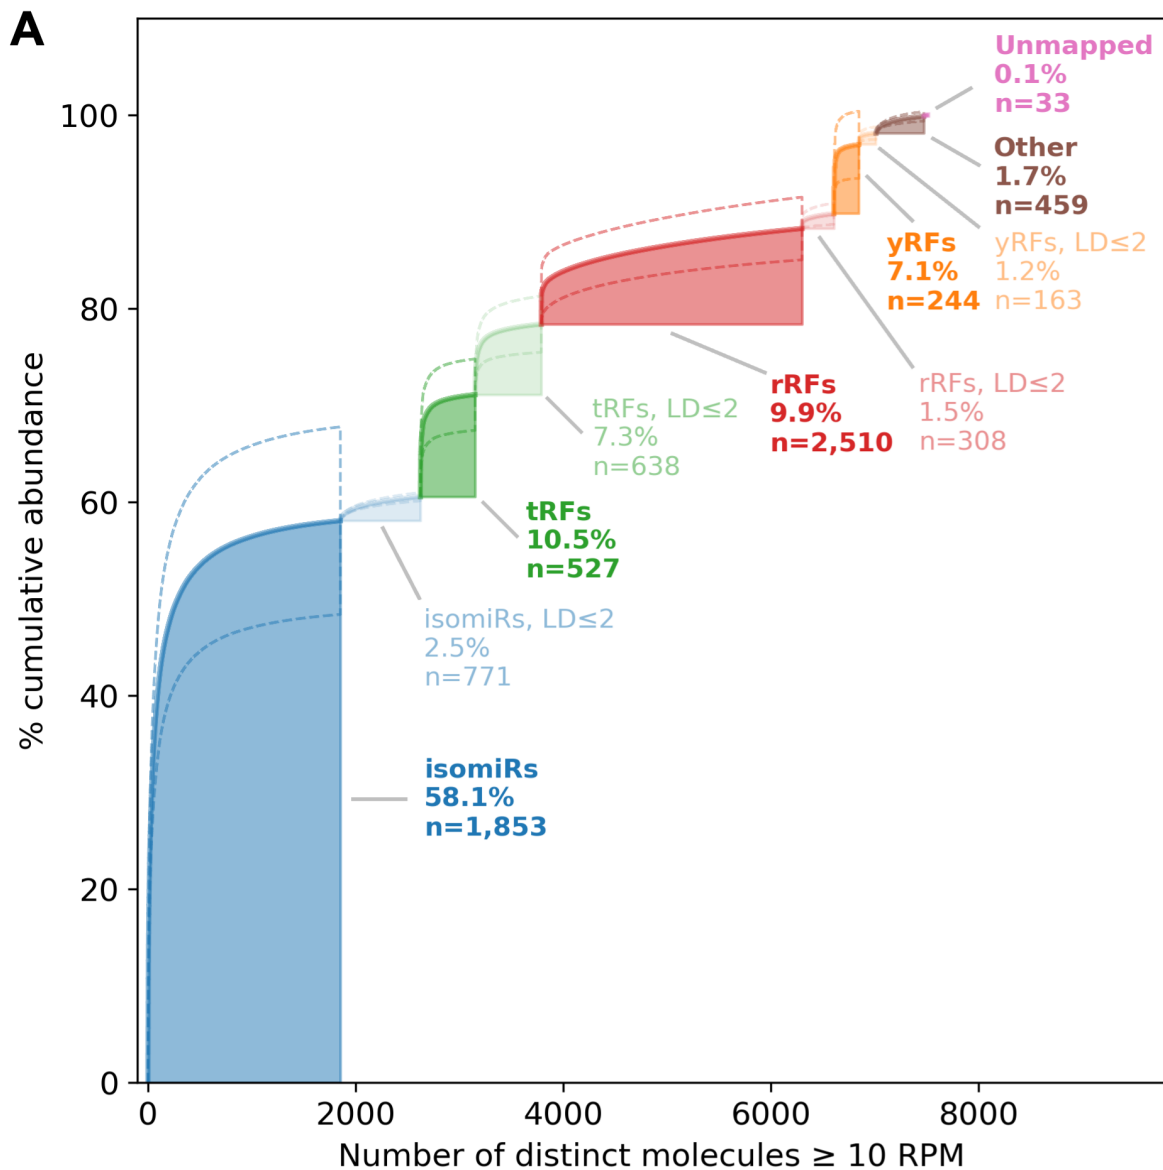 A
% cumulative abundance
100
80
60
40
20
0
0
2000
4000
6000
8000
Number of distinct molecules ≥ 10 RPM
isomiRs
58.1%
n=1,853
isomiRs, LD≤2
2.5%
n=771
tRFs
10.5%
n=527
tRFs, LD≤2
7.3%
n=638
rRFs
9.9%
n=2,510
rRFs, LD≤2
1.5%
n=308
yRFs
7.1%
n=244
yRFs, LD≤2
1.2%
n=163
Other
1.7%
n=459
Unmapped
0.1%
n=33